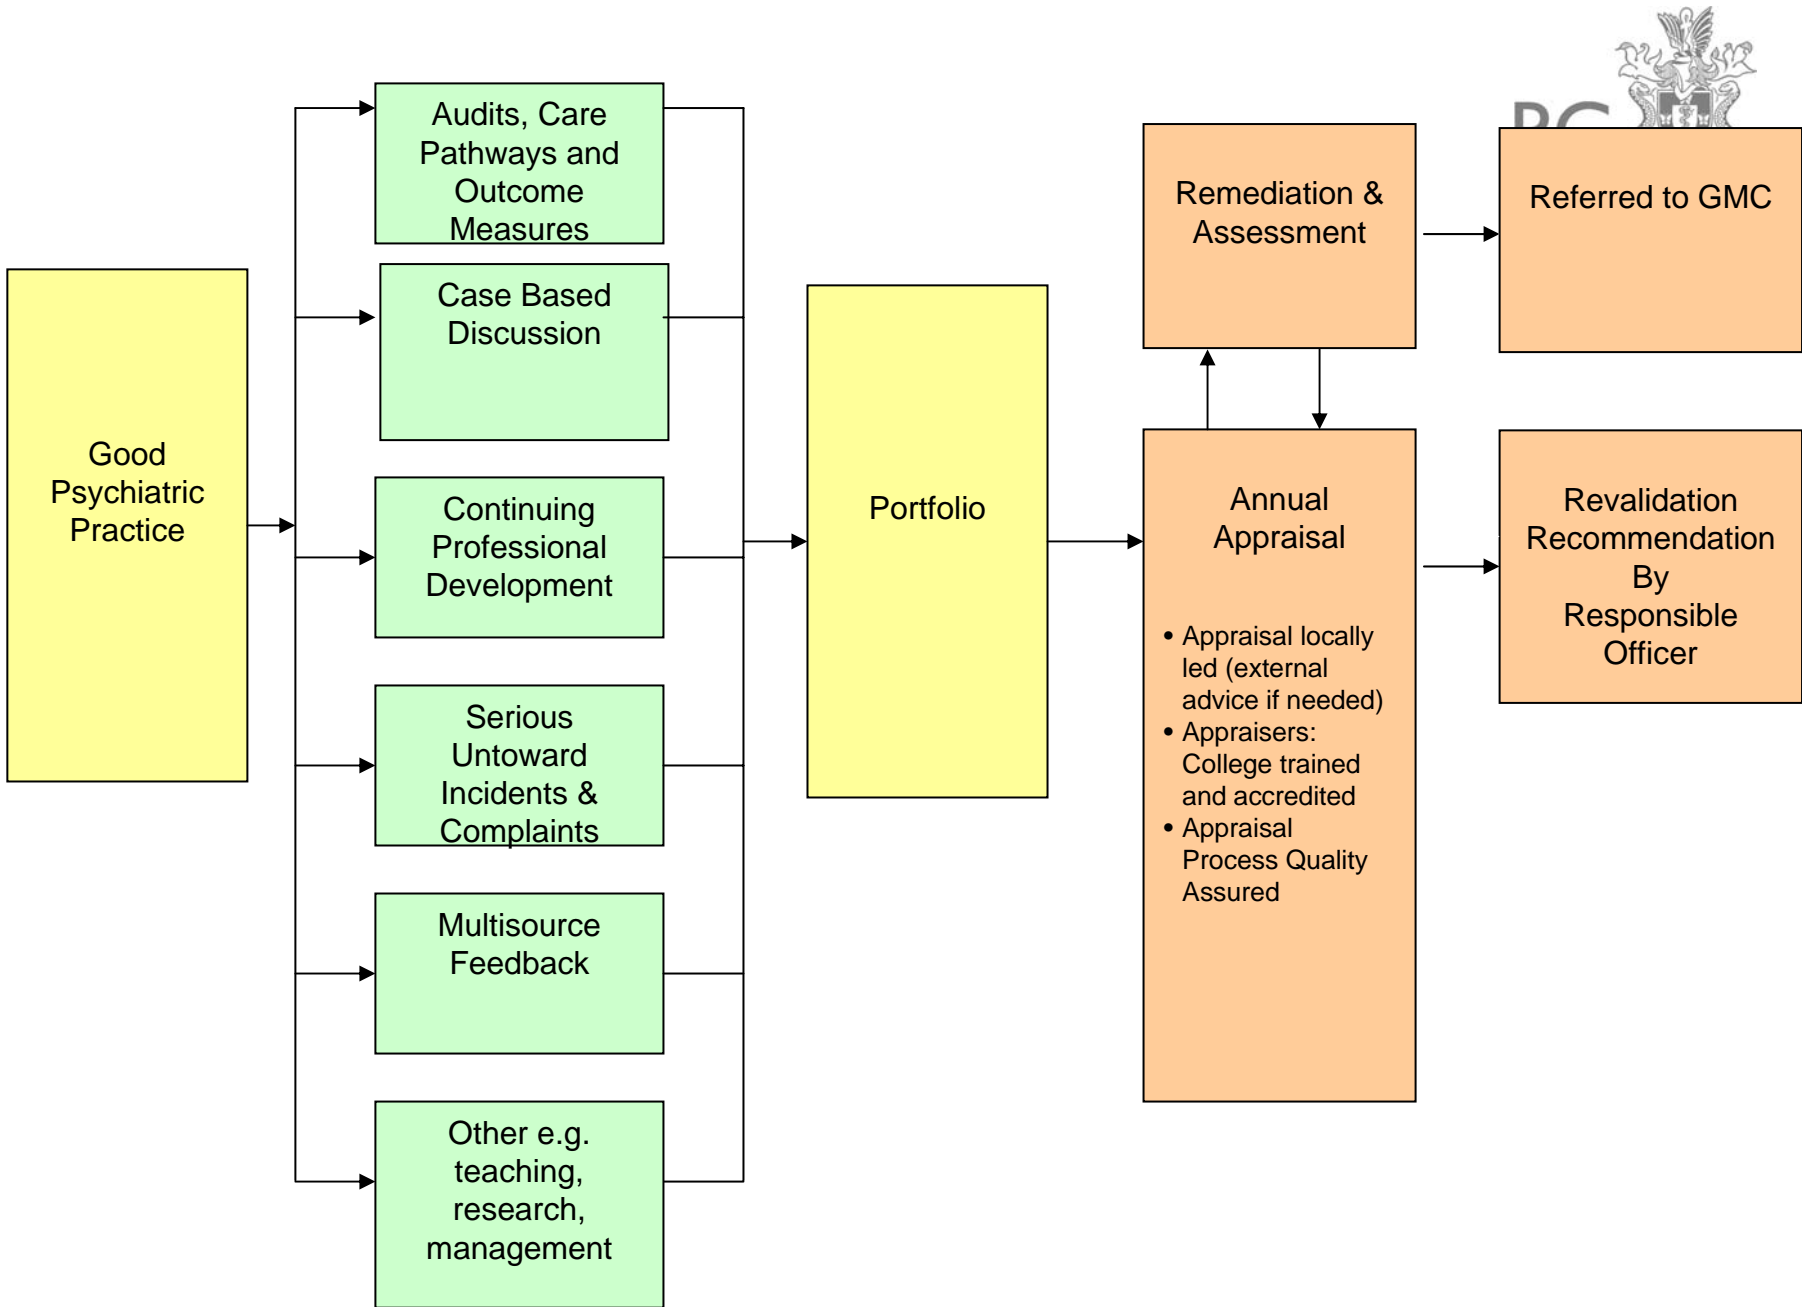 Good
Psychiatric
Practice
Audits, Care
Pathways and
Outcome
Measures
Case Based
Discussion
Continuing
Professional
Development
Serious
Untoward
Incidents &
Complaints
Multisource
Feedback
Other e.g.
teaching,
research,
management
Portfolio
Remediation &
Assessment
Annual
Appraisal
• Appraisal locally
led (external
advice if needed)
• Appraisers:
College trained
and accredited
• Appraisal
Process Quality
Assured
Referred to GMC
Revalidation
Recommendation
By
Responsible
Officer